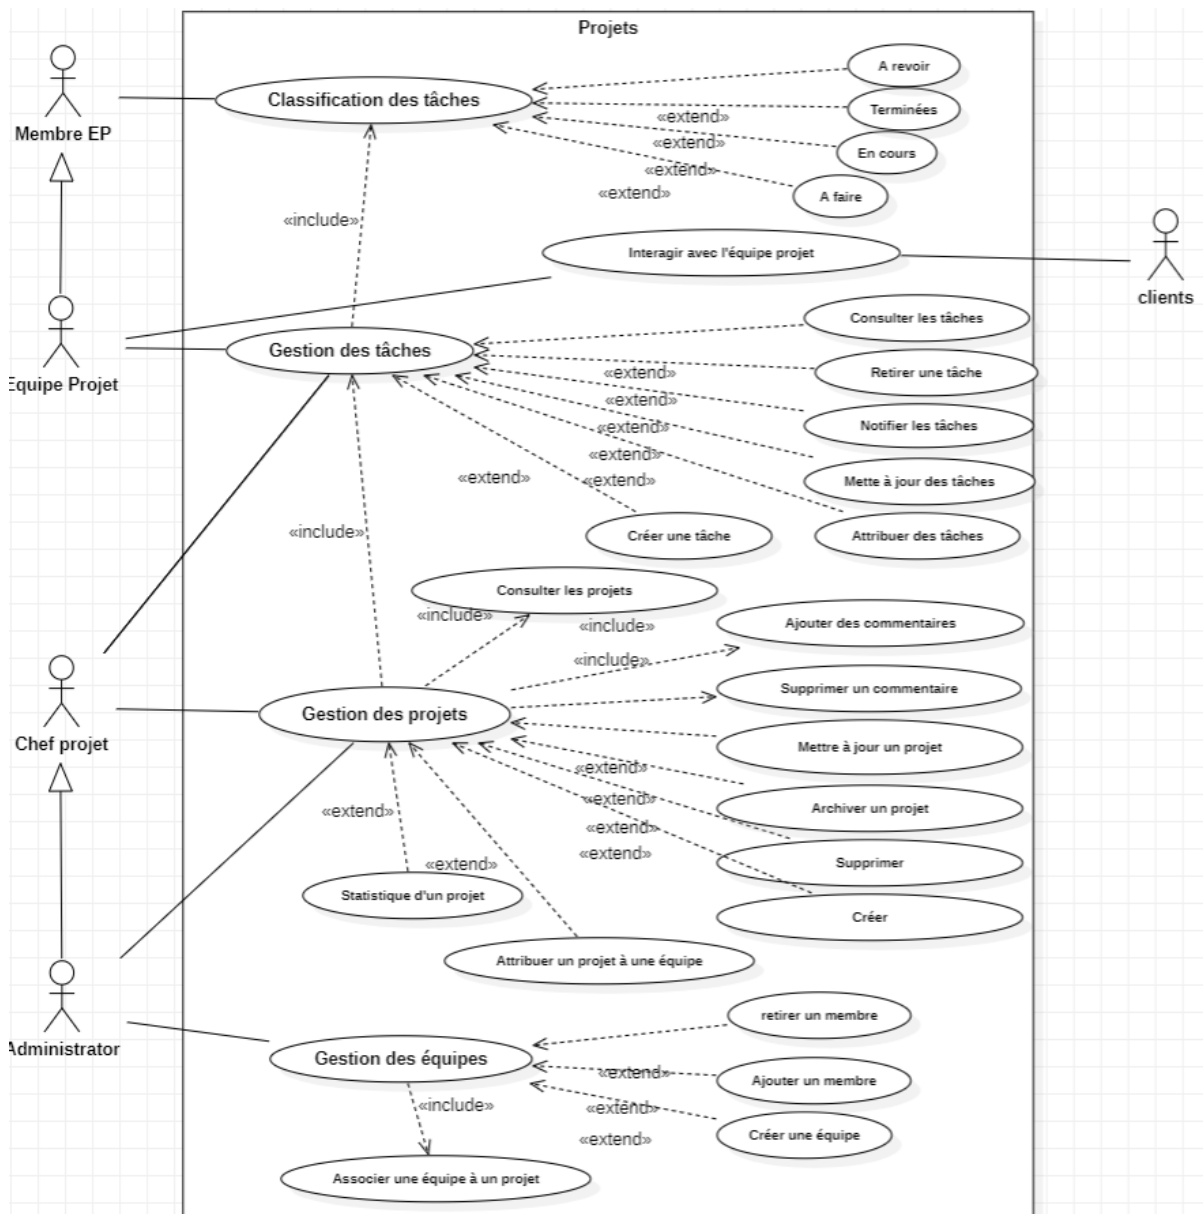 Projets
A revoir
Classification des tâches
Terminées
«extend»
Membre EP
«extend»
En cours
«extend»
«extend»
A faire
«include»
Interagir avec l'équipe projet
clients
Consulter les tâches
Gestion des tâches
Equipe Projet
«extend»
Retirer une tâche
«extend»
«extend»
Notifier les tâches
«extend»
«extend»
«extend»
Mette à jour des tâches
«include»
Créer une tâche
Attribuer des tâches
Consulter les projets
«include»
«include»
Ajouter des commentaires
«include»
Supprimer un commentaire
Gestion des projets
Chef projet
Mettre à jour un projet
«extend»
«extend»
«extend»
Archiver un projet
«extend»
«extend»
«extend»
Supprimer
Statistique d'un projet
Créer
Attribuer un projet à une équipe
retirer un membre
Administrator
Gestion des équipes
«extend»
Ajouter un membre
«include»
«extend»
«extend»
Créer une équipe
Associer une équipe à un projet